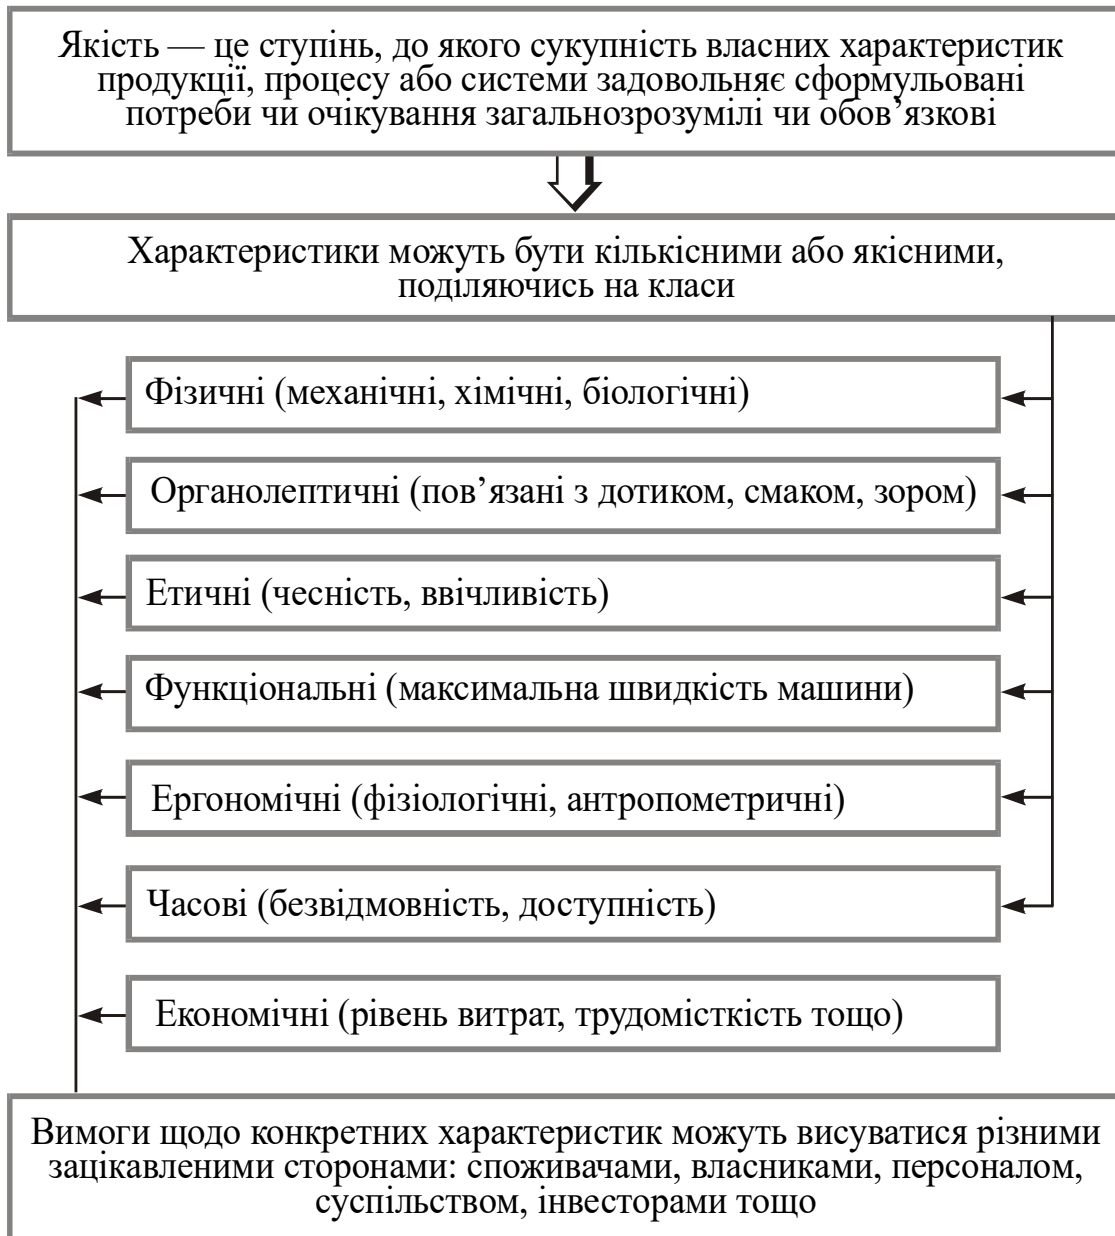 Якість — це ступінь, до якого сукупність власних характеристик
продукції, процесу або системи задовольняє сформульовані
потреби чи очікування загальнозрозумілі чи обов’язкові
Характеристики можуть бути кількісними або якісними,
поділяючись на класи
Фізичні (механічні, хімічні, біологічні)
Органолептичні (пов’язані з дотиком, смаком, зором)
Етичні (чесність, ввічливість)
Функціональні (максимальна швидкість машини)
Ергономічні (фізіологічні, антропометричні)
Часові (безвідмовність, доступність)
Економічні (рівень витрат, трудомісткість тощо)
Вимоги щодо конкретних характеристик можуть висуватися різними
зацікавленими сторонами: споживачами, власниками, персоналом,
суспільством, інвесторами тощо